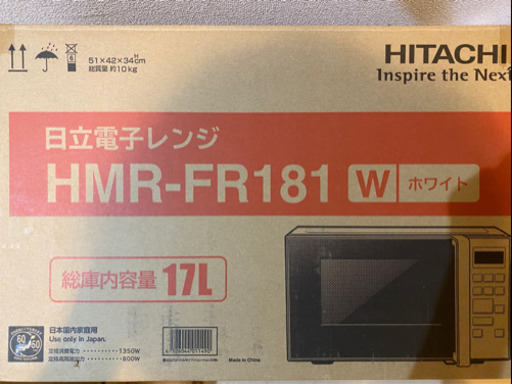 51×42×34cm
H
総質量 約10kg
6
HITACHI
Inspire the Nex
日立電子レンジ
HMR-FR181 W ホワイト
総庫内容量 17L
日本国内家庭用
Use only in Japan.
定格消費電力 ・・・・・・・・・・ 1350W
定格高周波出力 ・・・・・・・・ 800W
60 50
Made in China